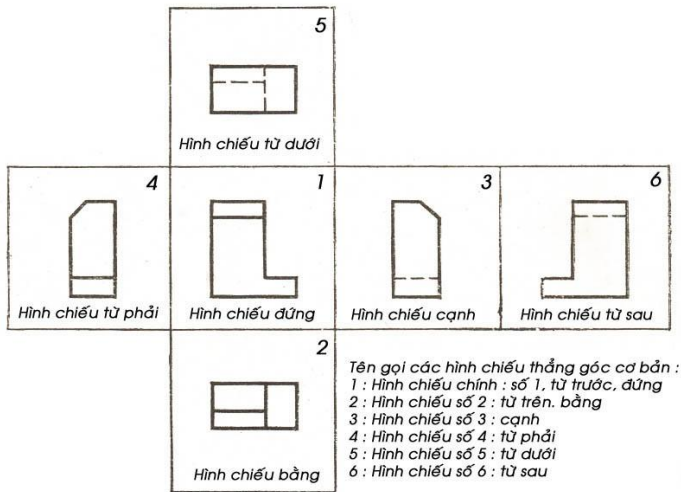 5
Hình chiếu từ dưới
4
1
3
6
Hình chiếu từ phải
Hình chiếu đứng
Hình chiếu cạnh
Hình chiếu từ sau
2
Hình chiếu bằng
Tên gọi các hình chiếu thẳng góc cơ bản :
1 : Hình chiếu chính : số 1, từ trước, đứng
2 : Hình chiếu số 2 : từ trên. bằng
3 : Hình chiếu số 3 : cạnh
4 : Hình chiếu số 4 : từ phải
5 : Hình chiếu số 5 : từ dưới
6 : Hình chiếu số 6 : từ sau